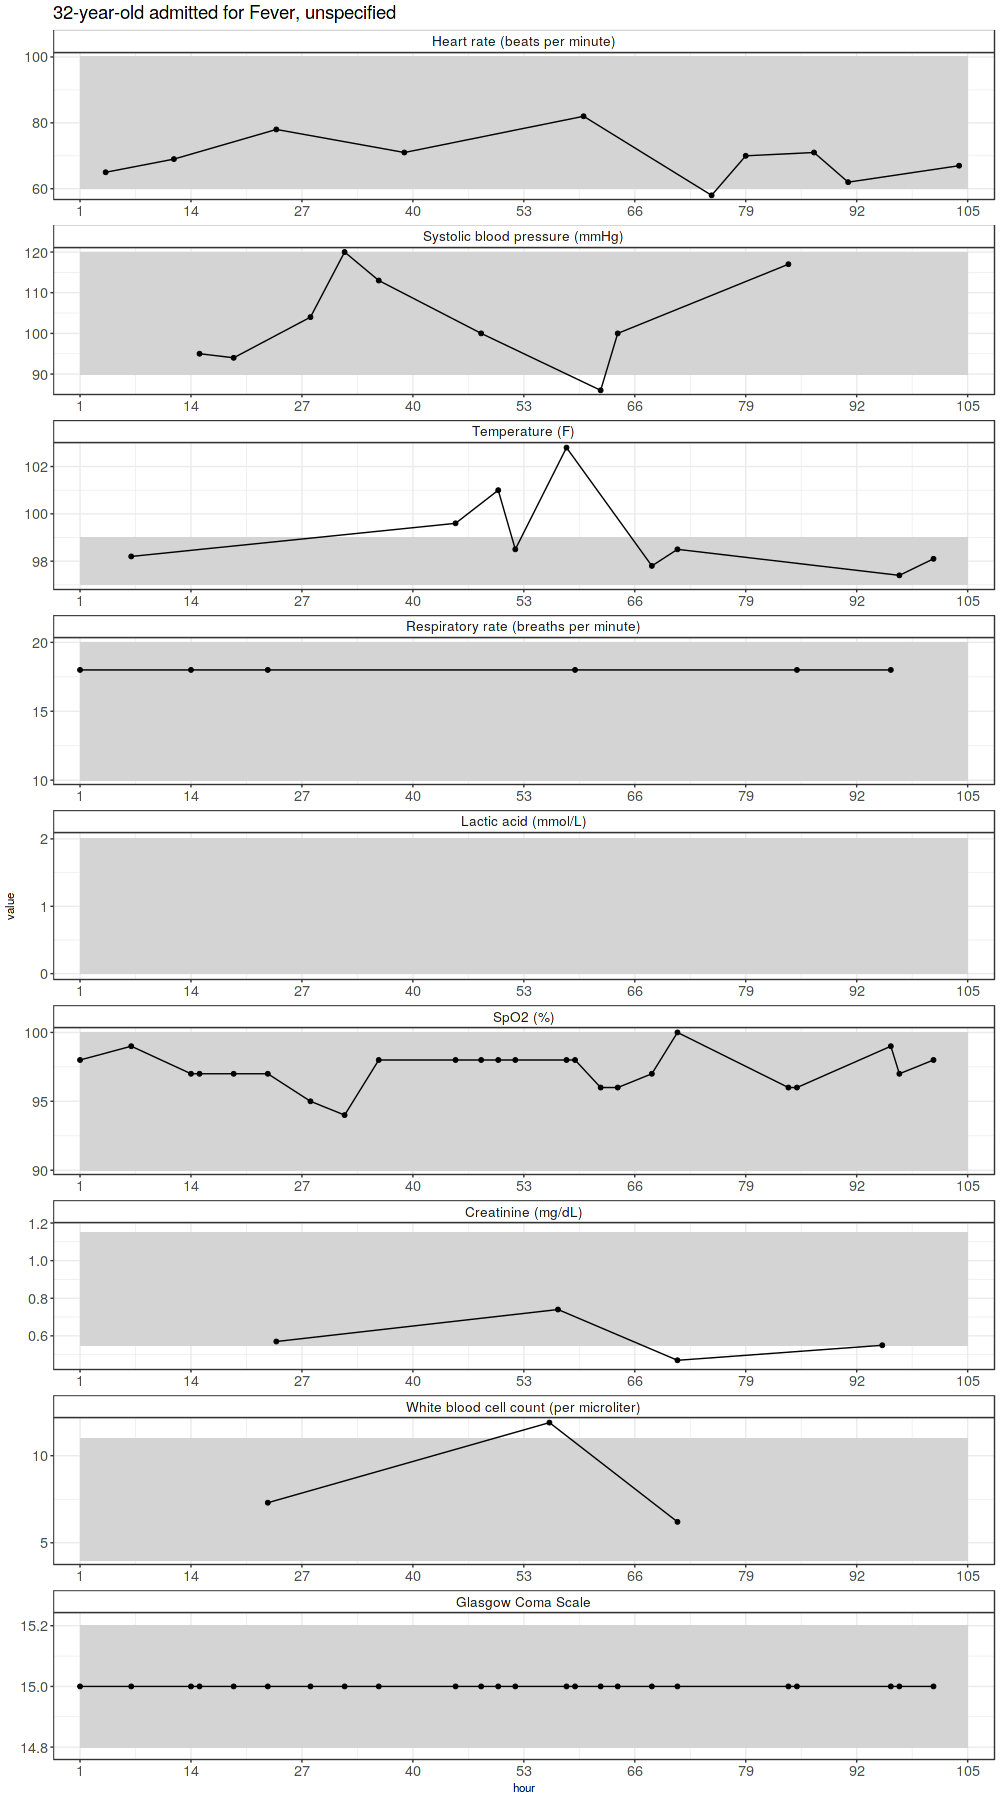 32-year-old admitted for Fever, unspecified
Heart rate (beats per minute)
100
80
60
1 14 27 40 53 66 79 92 105
Systolic blood pressure (mmHg)
120
110
100
90
1 14 27 40 53 66 79 92 105
Temperature (F)
102
100
98
1 14 27 40 53 66 79 92 105
Respiratory rate (breaths per minute)
20
15
10
1 14 27 40 53 66 79 92 105
Lactic acid (mmol/L)
2
1
0
1 14 27 40 53 66 79 92 105
value
SpO2 (%)
100
95
90
1 14 27 40 53 66 79 92 105
Creatinine (mg/dL)
1.2
1.0
0.8
0.6
1 14 27 40 53 66 79 92 105
White blood cell count (per microliter)
10
5
1 14 27 40 53 66 79 92 105
Glasgow Coma Scale
15.2
15.0
14.8
1 14 27 40 53 66 79 92 105
hour